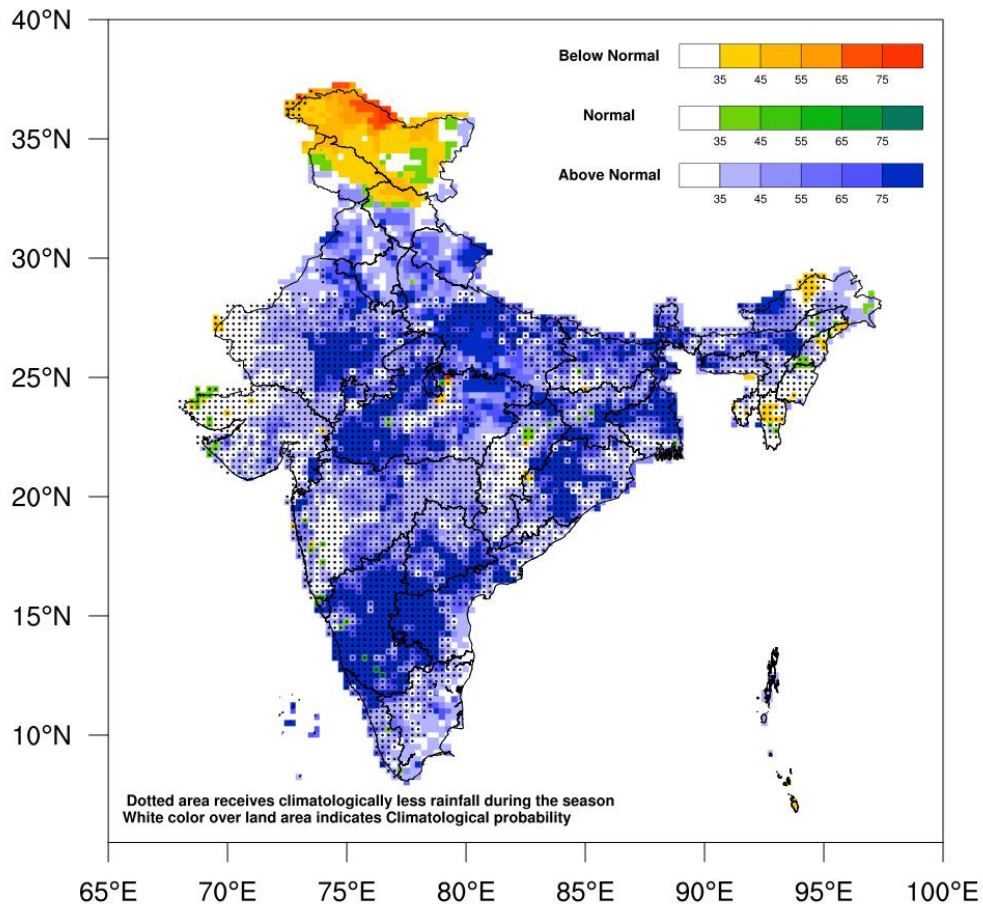 40°N
Below Normal
35 45 55 65 75
35°N
Normal
35 45 55 65 75
Above Normal
35 45 55 65 75
30°N
25°N
20°N
15°N
10°N
Dotted area receives climatologically less rainfall during the season
White color over land area indicates Climatological probability
65°E 70°E 75°E 80°E 85°E 90°E 95°E 100°E